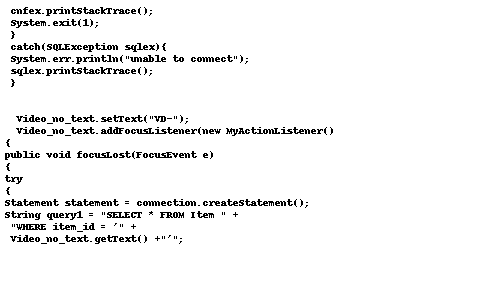 cnfex.printStackTrace();
System.exit(1);
}
catch(SQLException sqlex){
System.err.println("unable to connect");
sqlex.printStackTrace();
}
Video_no_text.setText("VD-");
Video_no_text.addFocusListener(new MyActionListener()
{
public void focusLost(FocusEvent e)
{
try
{
Statement statement = connection.createStatement();
String query1 = "SELECT * FROM Item " +
"WHERE item_id = '" +
Video_no_text.getText() +"'";